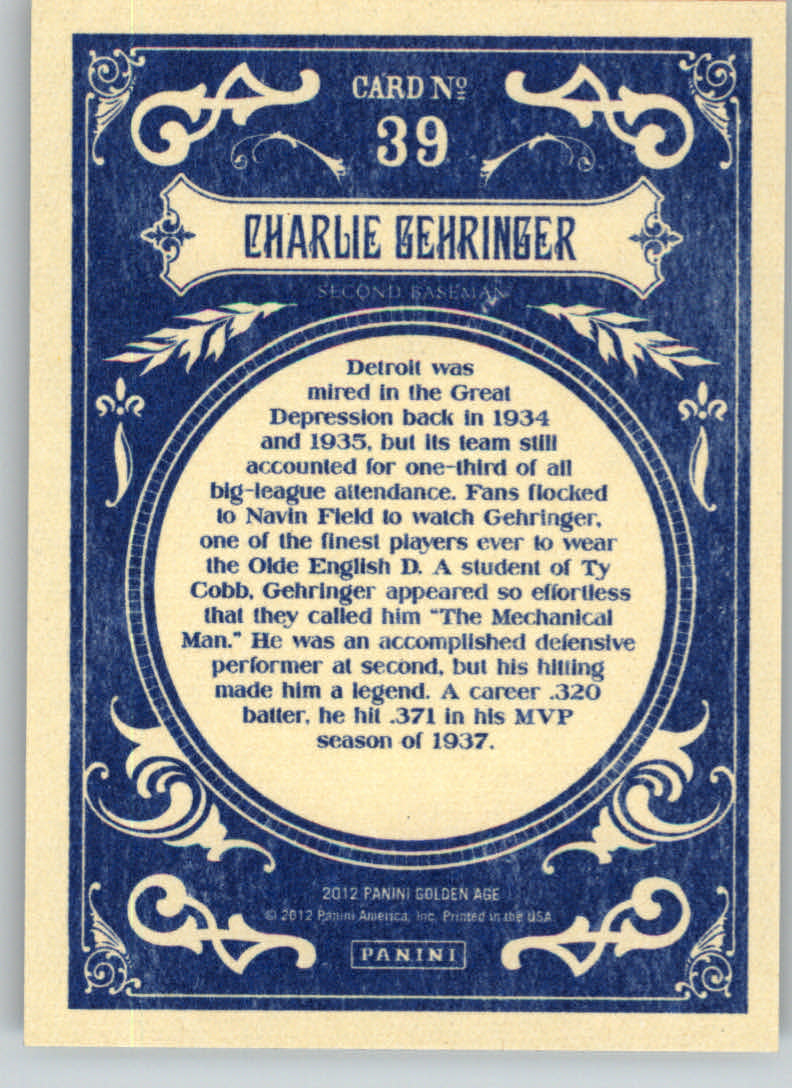 CARD Nº
39
CHARLIE GEHRINGER
SECOND BASEMAN
Detroit was
mired in the Great
Depression back in 1934
and 1935, but its team still
accounted for one-third of all
big-league attendance. Fans flocked
to Navin Field to watch Gehringer,
one of the finest players ever to wear
the Olde English D. A student of Ty
Cobb, Gehringer appeared so effortless
that they called him "The Mechanical
Man." He was an accomplished defensive
performer at second, but his hitting
made him a legend. A career .320
batter, he hit .371 in his MVP
season of 1937.
2012 PANINI GOLDEN AGE
© 2012 Panini America, Inc. Printed in the USA
PANINI